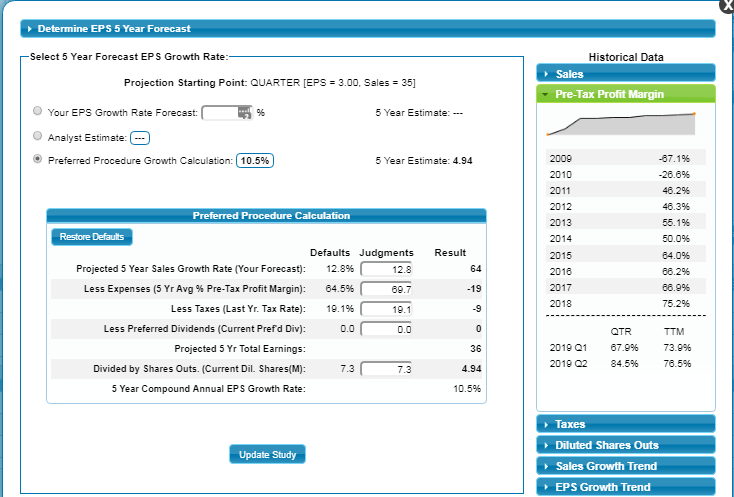 X
Determine EPS 5 Year Forecast
Select 5 Year Forecast EPS Growth Rate:
Projection Starting Point: QUARTER [EPS = 3.00, Sales = 35]
Your EPS Growth Rate Forecast: % 5 Year Estimate: ---
Analyst Estimate: ---
Preferred Procedure Growth Calculation: 10.5% 5 Year Estimate: 4.94
Preferred Procedure Calculation
Restore Defaults
Defaults Judgments Result
Projected 5 Year Sales Growth Rate (Your Forecast): 12.8% 12.8 64
Less Expenses (5 Yr Avg % Pre-Tax Profit Margin): 64.5% 69.7 -19
Less Taxes (Last Yr. Tax Rate): 19.1% 19.1 -9
Less Preferred Dividends (Current Pref'd Div): 0.0 0.0 0
Projected 5 Yr Total Earnings: 36
Divided by Shares Outs. (Current Dil. Shares(M): 7.3 7.3 4.94
5 Year Compound Annual EPS Growth Rate: 10.5%
Update Study
Historical Data
Sales
Pre-Tax Profit Margin
2009 -67.1%
2010 -26.6%
2011 46.2%
2012 46.3%
2013 55.1%
2014 50.0%
2015 64.0%
2016 66.2%
2017 66.9%
2018 75.2%
QTR TTM
2019 Q1 67.9% 73.9%
2019 Q2 84.5% 76.5%
Taxes
Diluted Shares Outs
Sales Growth Trend
EPS Growth Trend